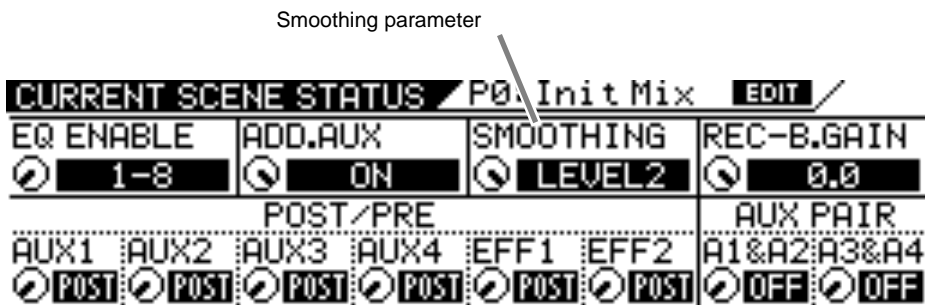 Smoothing parameter
CURRENT SCENE STATUS P0. Init Mix EDIT
EQ ENABLE ADD.AUX SMOOTHING REC-B.GAIN
1-8 ON LEVEL2 0.0
POST/PRE AUX PAIR
AUX1 AUX2 AUX3 AUX4 EFF1 EFF2 A1&A2 A3&A4
POST POST POST POST POST POST OFF OFF